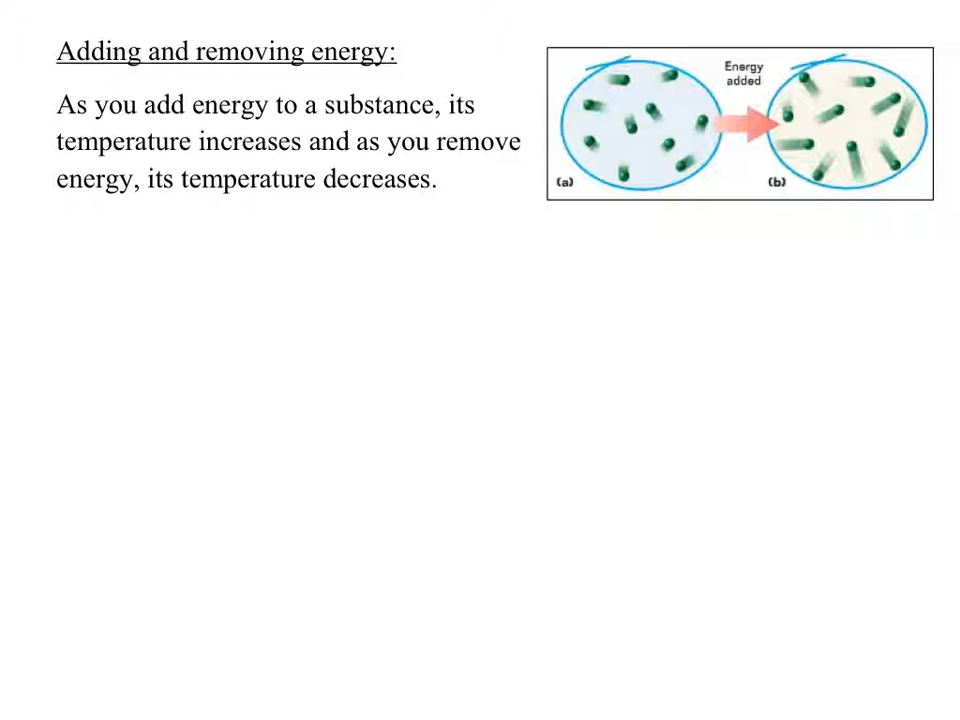 Adding and removing energy:
As you add energy to a substance, its
temperature increases and as you remove
energy, its temperature decreases.
Energy
added
(a)
(b)